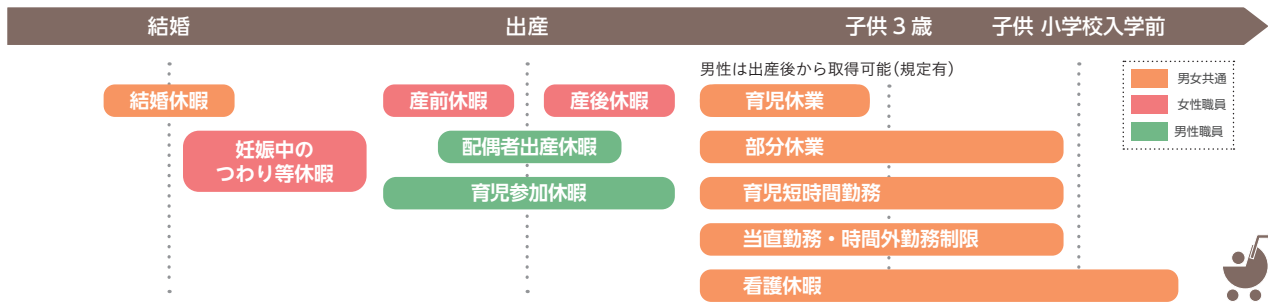 結婚
出産
子供 3 歳
子供 小学校入学前
男性は出産後から取得可能(規定有)
男女共通
女性職員
男性職員
結婚休暇
産前休暇
産後休暇
育児休業
妊娠中の
つわり等休暇
配偶者出産休暇
部分休業
育児参加休暇
育児短時間勤務
当直勤務・時間外勤務制限
看護休暇